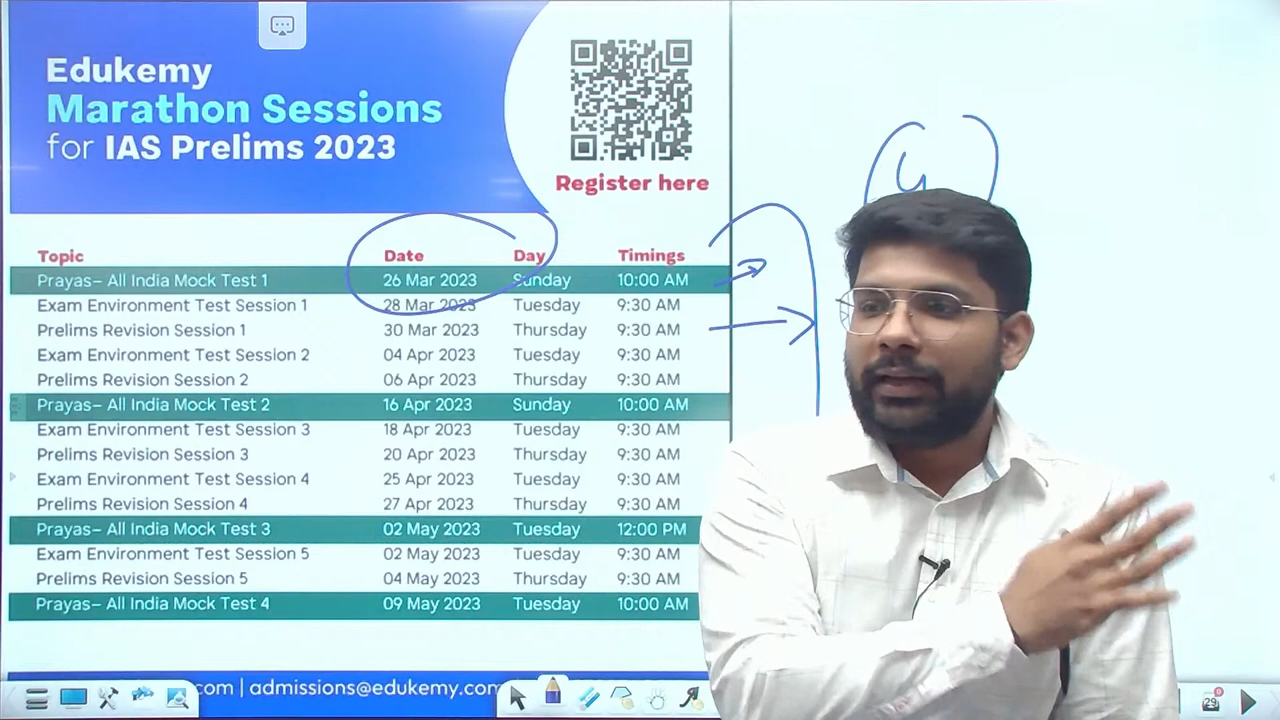 Edukemy
Marathon Sessions
for IAS Prelims 2023
Register here
Topic Date Day Timings
Prayas- All India Mock Test 1 26 Mar 2023 Sunday 10:00 AM
Exam Environment Test Session 1 28 Mar 2023 Tuesday 9:30 AM
Prelims Revision Session 1 30 Mar 2023 Thursday 9:30 AM
Exam Environment Test Session 2 04 Apr 2023 Tuesday 9:30 AM
Prelims Revision Session 2 06 Apr 2023 Thursday 9:30 AM
Prayas- All India Mock Test 2 16 Apr 2023 Sunday 10:00 AM
Exam Environment Test Session 3 18 Apr 2023 Tuesday 9:30 AM
Prelims Revision Session 3 20 Apr 2023 Thursday 9:30 AM
Exam Environment Test Session 4 25 Apr 2023 Tuesday 9:30 AM
Prelims Revision Session 4 27 Apr 2023 Thursday 9:30 AM
Prayas- All India Mock Test 3 02 May 2023 Tuesday 12:00 PM
Exam Environment Test Session 5 02 May 2023 Tuesday 9:30 AM
Prelims Revision Session 5 04 May 2023 Thursday 9:30 AM
Prayas- All India Mock Test 4 09 May 2023 Tuesday 10:00 AM
.com | admissions@edukemy.com
29